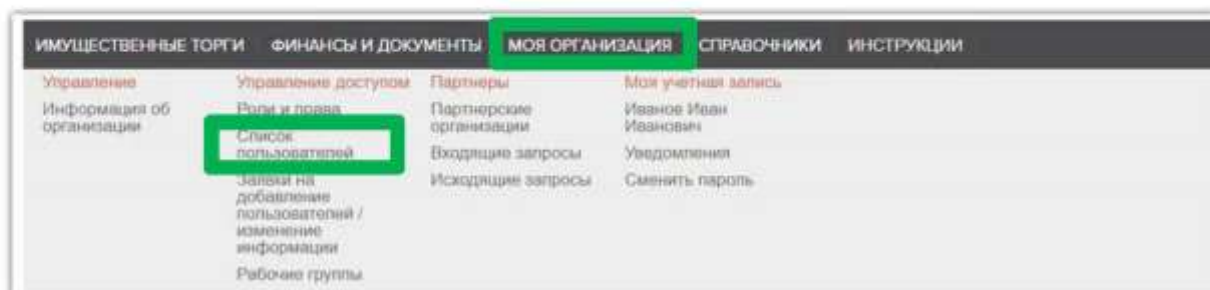 ИМУЩЕСТВЕННЫЕ ТОРГИ ФИНАНСЫ И ДОКУМЕНТЫ МОЯ ОРГАНИЗАЦИЯ СПРАВОЧНИКИ ИНСТРУКЦИИ
Управление
Информация об
организации
Управление доступом
Роли и права
Список
пользователей
Заявки на
добавление
пользователей /
изменение
информации
Рабочие группы
Партнеры
Партнерские
организации
Входящие запросы
Исходящие запросы
Моя учетная запись
Иванов Иван
Иванович
Уведомления
Сменить пароль